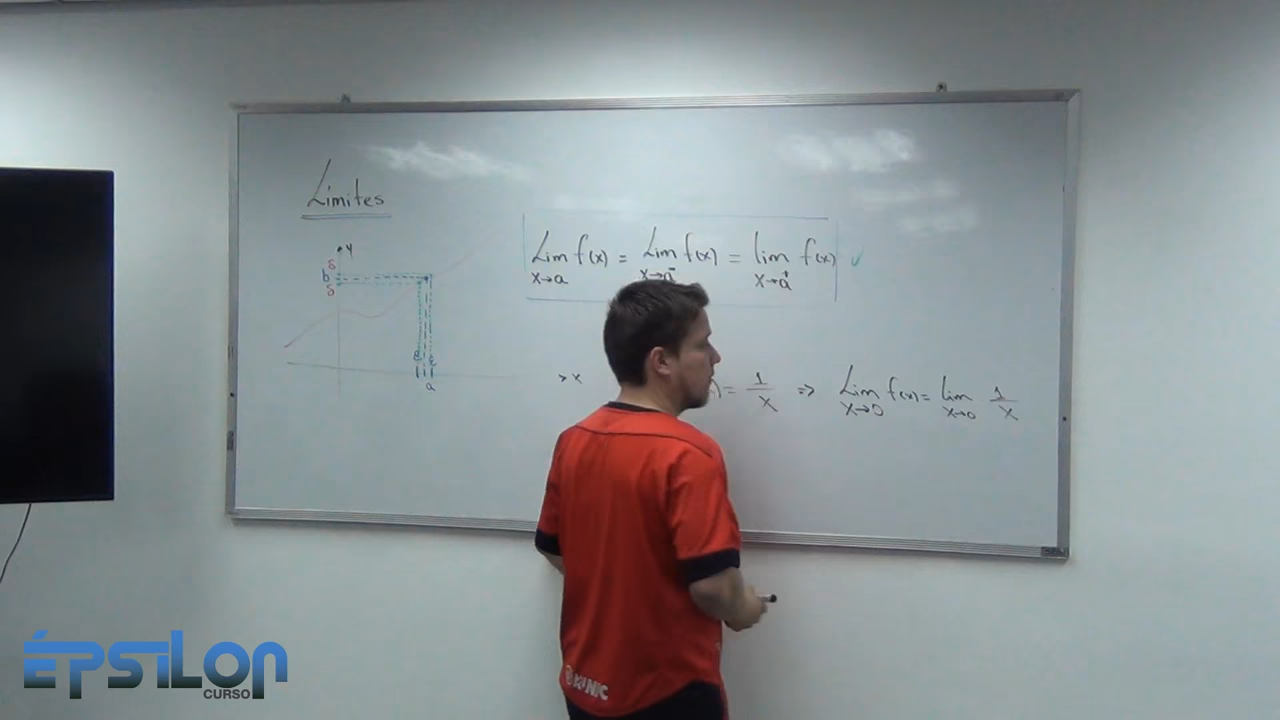 Limites
y
δ
b
δ
a
Lim f(x) = Lim f(x) = lim f(x) ✓
x→a x→a⁻ x→a⁺
> x
) = 1/x ⇒ Lim f(x) = lim 1/x
x→0 x→0
ÉPSILON
CURSO